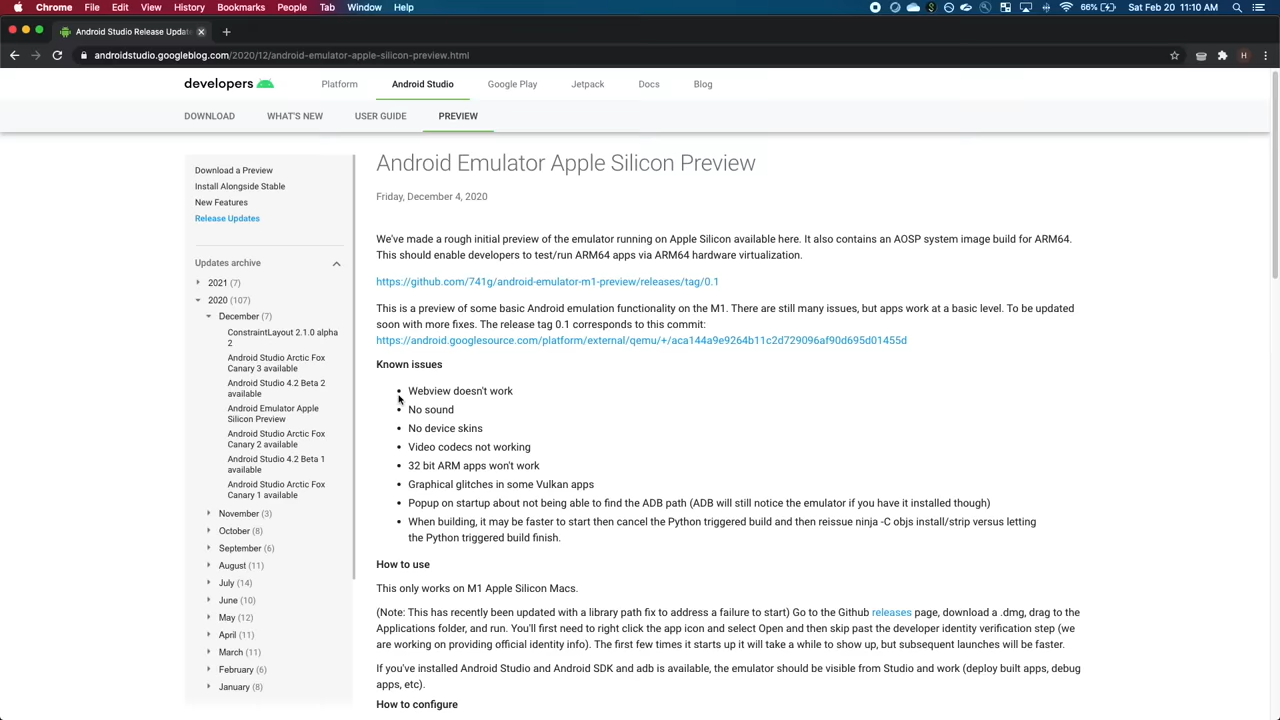 Chrome File Edit View History Bookmarks People Tab Window Help 66% Sat Feb 20 11:10 AM
Android Studio Release Updat
androidstudio.googleblog.com/2020/12/android-emulator-apple-silicon-preview.html H
developers Platform Android Studio Google Play Jetpack Docs Blog
DOWNLOAD WHAT'S NEW USER GUIDE PREVIEW
Download a Preview
Install Alongside Stable
New Features
Release Updates
Updates archive
2021 (7)
2020 (107)
December (7)
ConstraintLayout 2.1.0 alpha
2
Android Studio Arctic Fox
Canary 3 available
Android Studio 4.2 Beta 2
available
Android Emulator Apple
Silicon Preview
Android Studio Arctic Fox
Canary 2 available
Android Studio 4.2 Beta 1
available
Android Studio Arctic Fox
Canary 1 available
November (3)
October (8)
September (6)
August (11)
July (14)
June (10)
May (12)
April (11)
March (11)
February (6)
January (8)
Android Emulator Apple Silicon Preview
Friday, December 4, 2020
We've made a rough initial preview of the emulator running on Apple Silicon available here. It also contains an AOSP system image build for ARM64.
This should enable developers to test/run ARM64 apps via ARM64 hardware virtualization.
https://github.com/741g/android-emulator-m1-preview/releases/tag/0.1
This is a preview of some basic Android emulation functionality on the M1. There are still many issues, but apps work at a basic level. To be updated
soon with more fixes. The release tag 0.1 corresponds to this commit:
https://android.googlesource.com/platform/external/qemu/+/aca144a9e9264b11c2d729096af90d695d01455d
Known issues
• Webview doesn't work
• No sound
• No device skins
• Video codecs not working
• 32 bit ARM apps won't work
• Graphical glitches in some Vulkan apps
• Popup on startup about not being able to find the ADB path (ADB will still notice the emulator if you have it installed though)
• When building, it may be faster to start then cancel the Python triggered build and then reissue ninja -C objs install/strip versus letting
the Python triggered build finish.
How to use
This only works on M1 Apple Silicon Macs.
(Note: This has recently been updated with a library path fix to address a failure to start) Go to the Github releases page, download a .dmg, drag to the
Applications folder, and run. You'll first need to right click the app icon and select Open and then skip past the developer identity verification step (we
are working on providing official identity info). The first few times it starts up it will take a while to show up, but subsequent launches will be faster.
If you've installed Android Studio and Android SDK and adb is available, the emulator should be visible from Studio and work (deploy built apps, debug
apps, etc).
How to configure